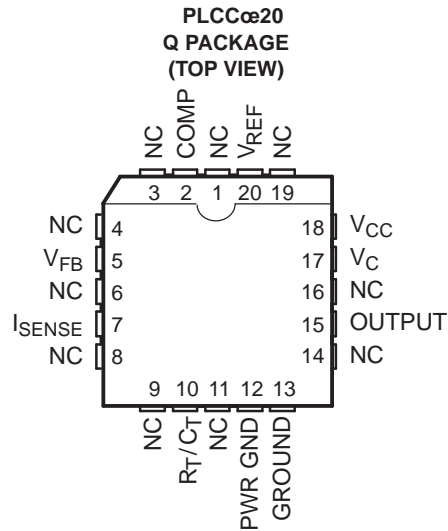 PLCCœ20
Q PACKAGE
(TOP VIEW)
NC
COMP
NC
VREF
NC
3 2 1 20 19
NC 4
VFB 5
NC 6
ISENSE 7
NC 8
18 VCC
17 VC
16 NC
15 OUTPUT
14 NC
9 10 11 12 13
NC
RT/CT
NC
PWR GND
GROUND